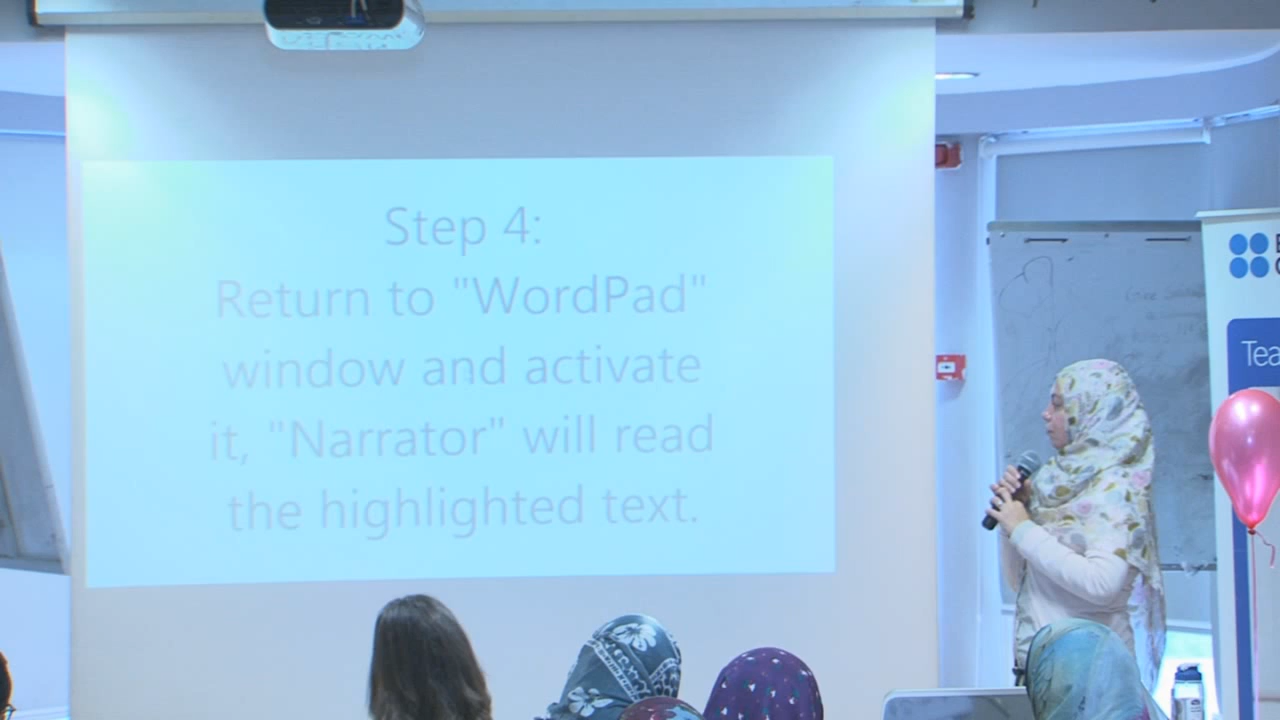 Step 4:
Return to "WordPad"
window and activate
it, "Narrator" will read
the highlighted text.
Tea